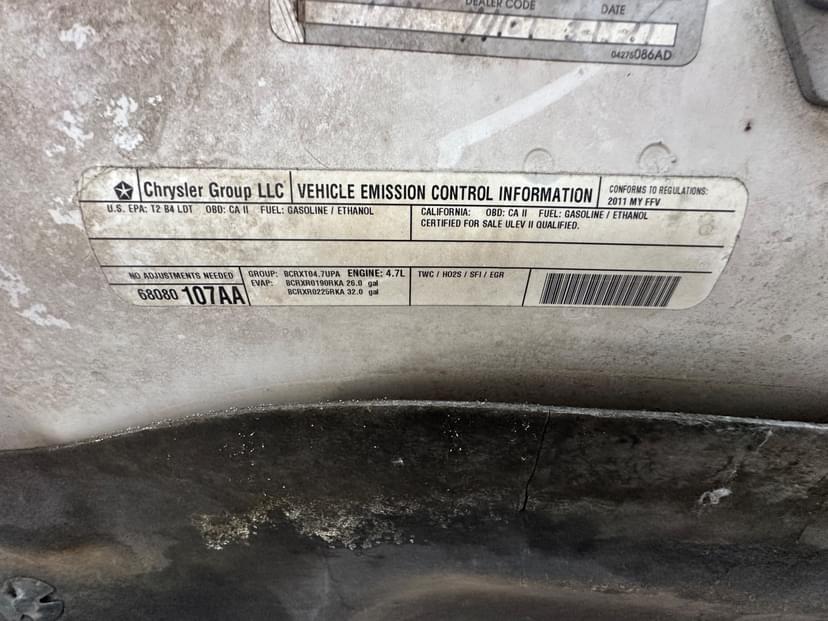 DEALER CODE DATE
04275086AD
Chrysler Group LLC VEHICLE EMISSION CONTROL INFORMATION CONFORMS TO REGULATIONS:
2011 MY FFV
U.S. EPA: T2 B4 LDT OBD: CA II FUEL: GASOLINE / ETHANOL
CALIFORNIA: OBD: CA II FUEL: GASOLINE / ETHANOL
CERTIFIED FOR SALE ULEV II QUALIFIED.
NO ADJUSTMENTS NEEDED
68080 107AA
GROUP: BCRXT04.7UPA ENGINE: 4.7L
EVAP: BCRXR0190RKA 26.0 gal
BCRXR0225RKA 32.0 gal
TWC / HO2S / SFI / EGR